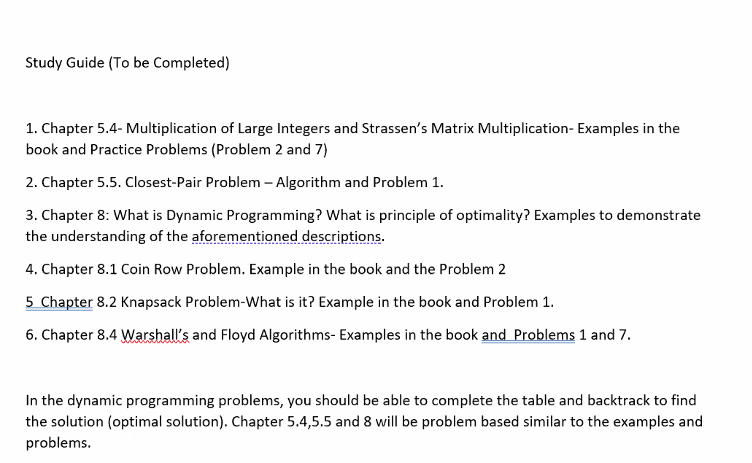 Study Guide (To be Completed)
1. Chapter 5.4- Multiplication of Large Integers and Strassen’s Matrix Multiplication- Examples in the
book and Practice Problems (Problem 2 and 7)
2. Chapter 5.5. Closest-Pair Problem – Algorithm and Problem 1.
3. Chapter 8: What is Dynamic Programming? What is principle of optimality? Examples to demonstrate
the understanding of the aforementioned descriptions.
4. Chapter 8.1 Coin Row Problem. Example in the book and the Problem 2
5  Chapter 8.2 Knapsack Problem-What is it? Example in the book and Problem 1.
6. Chapter 8.4 Warshall’s and Floyd Algorithms- Examples in the book and  Problems 1 and 7.
In the dynamic programming problems, you should be able to complete the table and backtrack to find
the solution (optimal solution). Chapter 5.4,5.5 and 8 will be problem based similar to the examples and
problems.